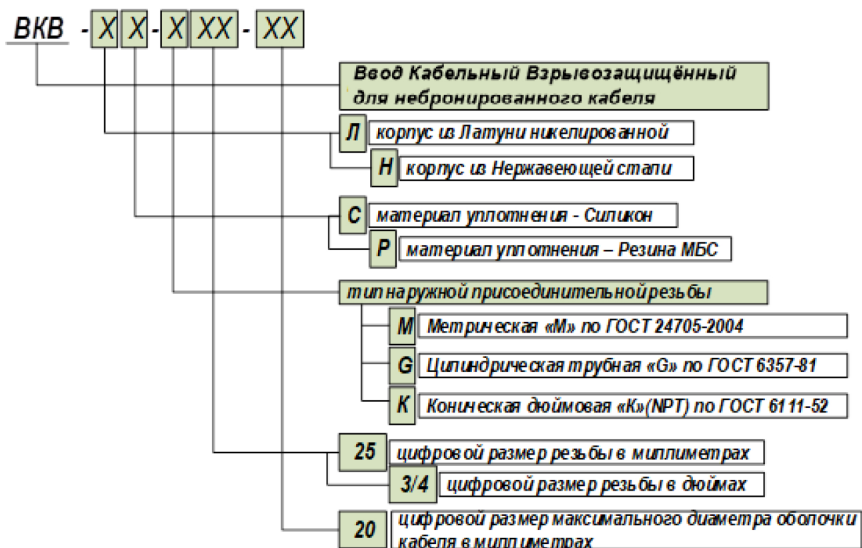 ВКВ - Х Х - Х ХХ - ХХ
Ввод Кабельный Взрывозащищённый
для небронированного кабеля
Л корпус из Латуни никелированной
Н корпус из Нержавеющей стали
С материал уплотнения - Силикон
Р материал уплотнения – Резина МБС
тип наружной присоединительной резьбы
М Метрическая «М» по ГОСТ 24705-2004
G Цилиндрическая трубная «G» по ГОСТ 6357-81
К Коническая дюймовая «К»(NPT) по ГОСТ 6111-52
25 цифровой размер резьбы в миллиметрах
3/4 цифровой размер резьбы в дюймах
20 цифровой размер максимального диаметра оболочки
кабеля в миллиметрах